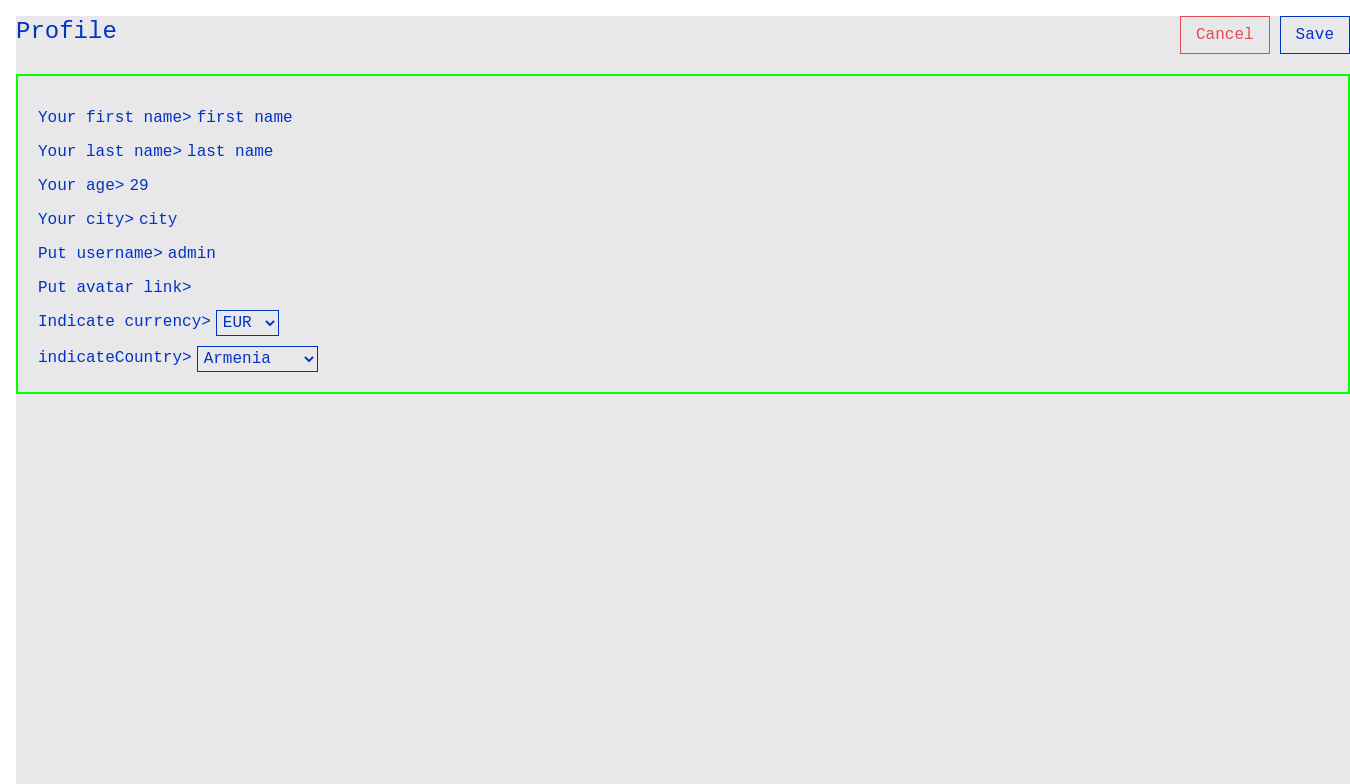 Profile
Cancel
Save
Your first name> first name
Your last name> last name
Your age> 29
Your city> city
Put username> admin
Put avatar link>
Indicate currency> EUR
indicateCountry> Armenia